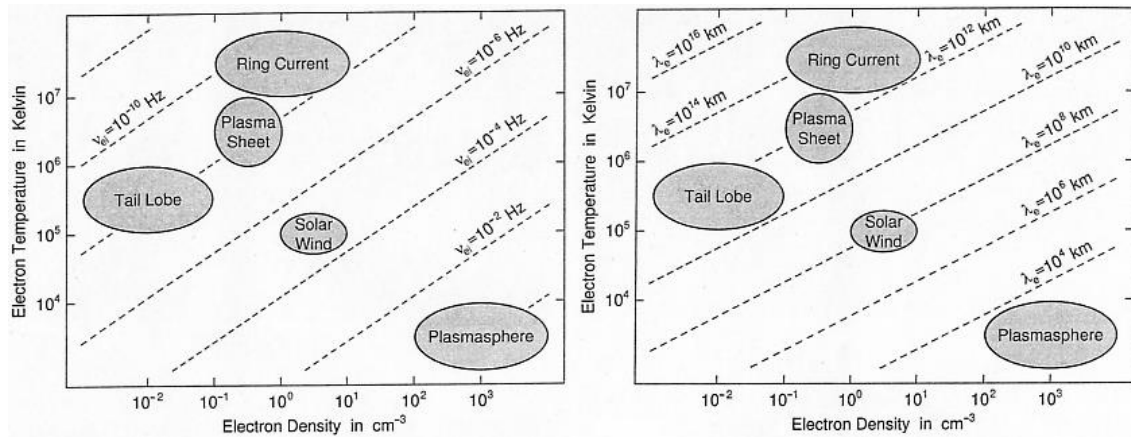 ν_ei=10⁻¹⁰ Hz
ν_ei=10⁻⁶ Hz
ν_ei=10⁻⁴ Hz
ν_ei=10⁻² Hz
Ring Current
Plasma
Sheet
Tail Lobe
Solar
Wind
Plasmasphere
10⁷
10⁶
10⁵
10⁴
Electron Temperature in Kelvin
10⁻² 10⁻¹ 10⁰ 10¹ 10² 10³
Electron Density in cm⁻³
λ_e=10¹⁶ km
λ_e=10¹⁴ km
λ_e=10¹² km
λ_e=10¹⁰ km
λ_e=10⁸ km
λ_e=10⁶ km
λ_e=10⁴ km
Ring Current
Plasma
Sheet
Tail Lobe
Solar
Wind
Plasmasphere
10⁷
10⁶
10⁵
10⁴
Electron Temperature in Kelvin
10⁻² 10⁻¹ 10⁰ 10¹ 10² 10³
Electron Density in cm⁻³